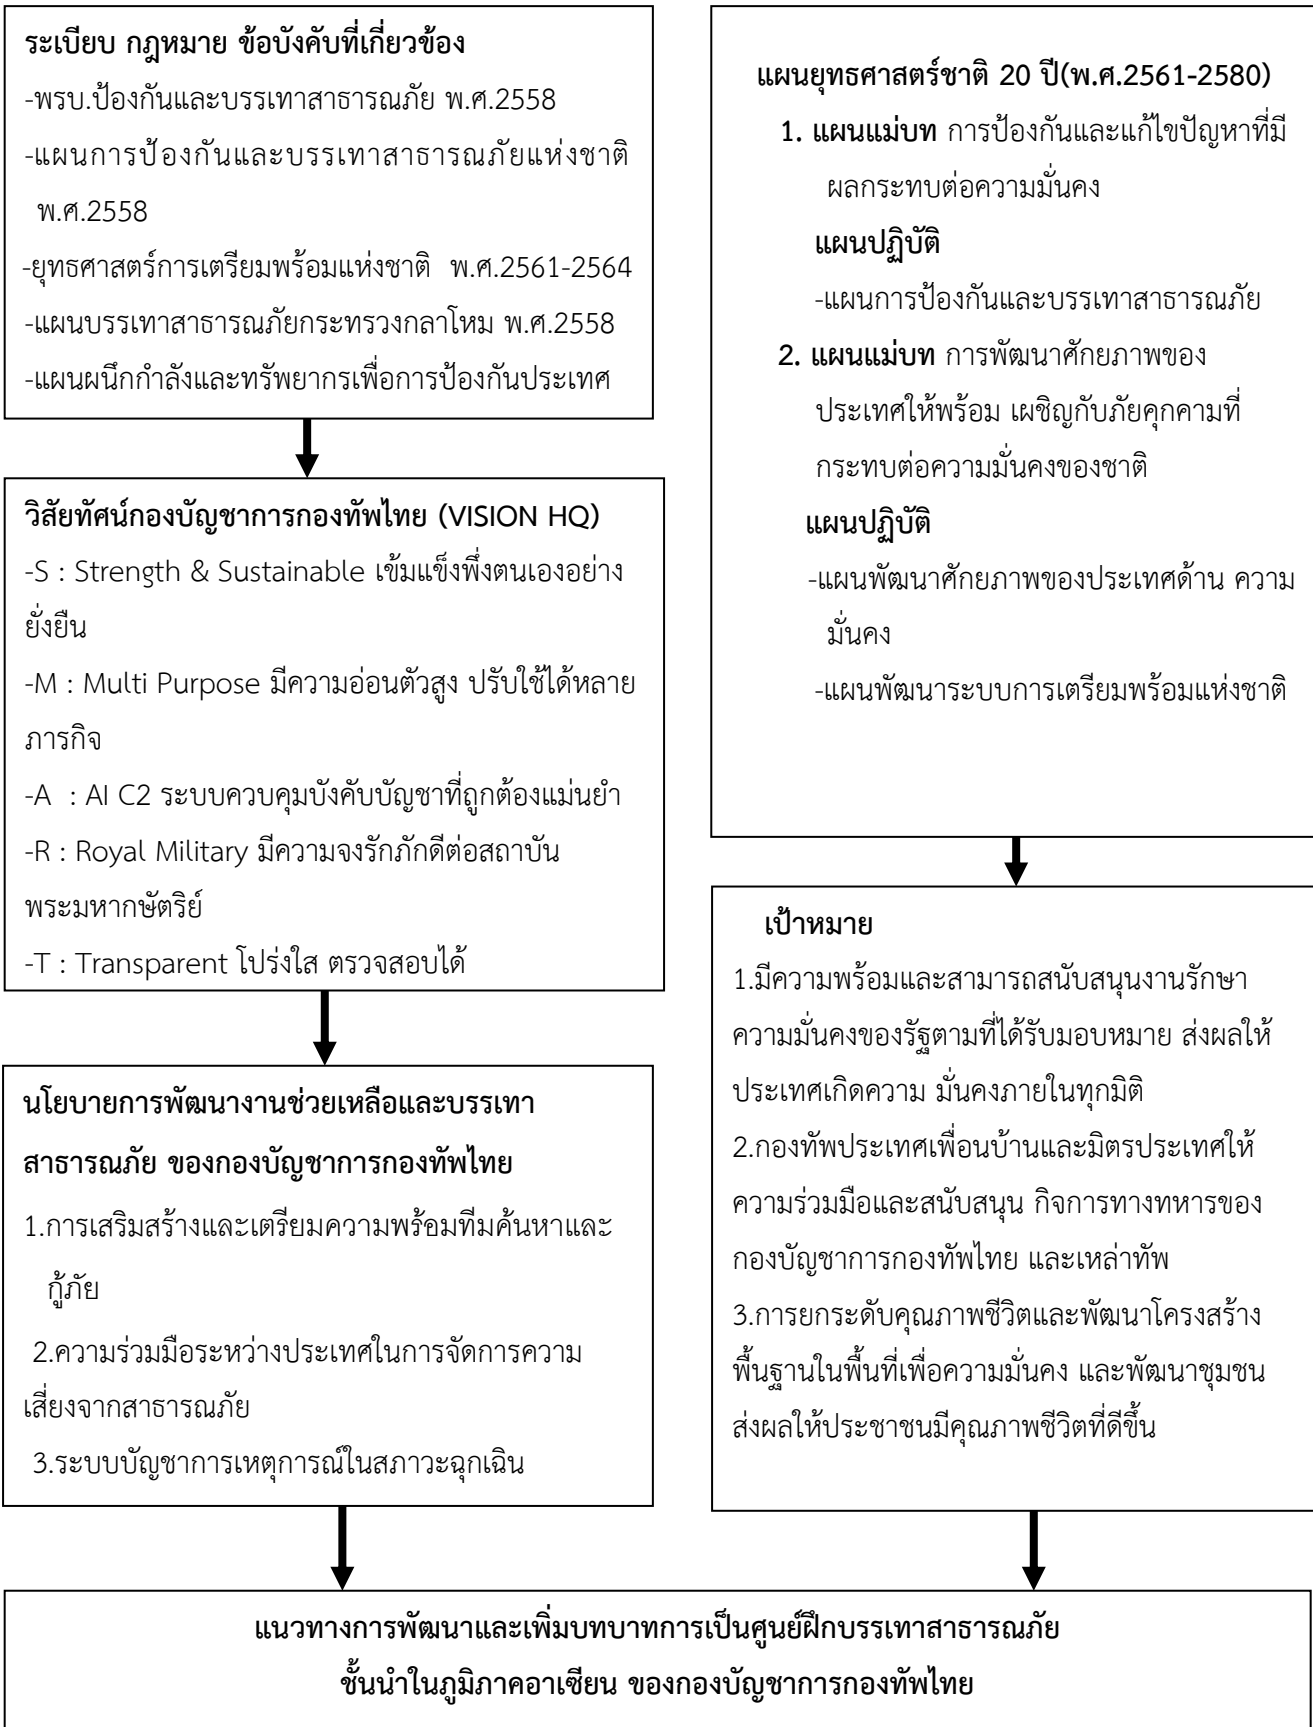 ระเบียบ กฎหมาย ข้อบังคับที่เกี่ยวข้อง
-พรบ.ป้องกันและบรรเทาสาธารณภัย พ.ศ.2558
-แผนการป้องกันและบรรเทาสาธารณภัยแห่งชาติ
พ.ศ.2558
-ยุทธศาสตร์การเตรียมพร้อมแห่งชาติ พ.ศ.2561-2564
-แผนบรรเทาสาธารณภัยกระทรวงกลาโหม พ.ศ.2558
-แผนผนึกกำลังและทรัพยากรเพื่อการป้องกันประเทศ
วิสัยทัศน์กองบัญชาการกองทัพไทย (VISION HQ)
-S : Strength & Sustainable เข้มแข็งพึ่งตนเองอย่าง
ยั่งยืน
-M : Multi Purpose มีความอ่อนตัวสูง ปรับใช้ได้หลาย
ภารกิจ
-A : AI C2 ระบบควบคุมบังคับบัญชาที่ถูกต้องแม่นยำ
-R : Royal Military มีความจงรักภักดีต่อสถาบัน
พระมหากษัตริย์
-T : Transparent โปร่งใส ตรวจสอบได้
นโยบายการพัฒนางานช่วยเหลือและบรรเทา
สาธารณภัย ของกองบัญชาการกองทัพไทย
1.การเสริมสร้างและเตรียมความพร้อมทีมค้นหาและ
กู้ภัย
2.ความร่วมมือระหว่างประเทศในการจัดการความ
เสี่ยงจากสาธารณภัย
3.ระบบบัญชาการเหตุการณ์ในสภาวะฉุกเฉิน
แผนยุทธศาสตร์ชาติ 20 ปี(พ.ศ.2561-2580)
1. แผนแม่บท การป้องกันและแก้ไขปัญหาที่มี
ผลกระทบต่อความมั่นคง
แผนปฏิบัติ
-แผนการป้องกันและบรรเทาสาธารณภัย
2. แผนแม่บท การพัฒนาศักยภาพของ
ประเทศให้พร้อม เผชิญกับภัยคุกคามที่
กระทบต่อความมั่นคงของชาติ
แผนปฏิบัติ
-แผนพัฒนาศักยภาพของประเทศด้าน ความ
มั่นคง
-แผนพัฒนาระบบการเตรียมพร้อมแห่งชาติ
เป้าหมาย
1.มีความพร้อมและสามารถสนับสนุนงานรักษา
ความมั่นคงของรัฐตามที่ได้รับมอบหมาย ส่งผลให้
ประเทศเกิดความ มั่นคงภายในทุกมิติ
2.กองทัพประเทศเพื่อนบ้านและมิตรประเทศให้
ความร่วมมือและสนับสนุน กิจการทางทหารของ
กองบัญชาการกองทัพไทย และเหล่าทัพ
3.การยกระดับคุณภาพชีวิตและพัฒนาโครงสร้าง
พื้นฐานในพื้นที่เพื่อความมั่นคง และพัฒนาชุมชน
ส่งผลให้ประชาชนมีคุณภาพชีวิตที่ดีขึ้น
แนวทางการพัฒนาและเพิ่มบทบาทการเป็นศูนย์ฝึกบรรเทาสาธารณภัย
ชั้นนำในภูมิภาคอาเซียน ของกองบัญชาการกองทัพไทย